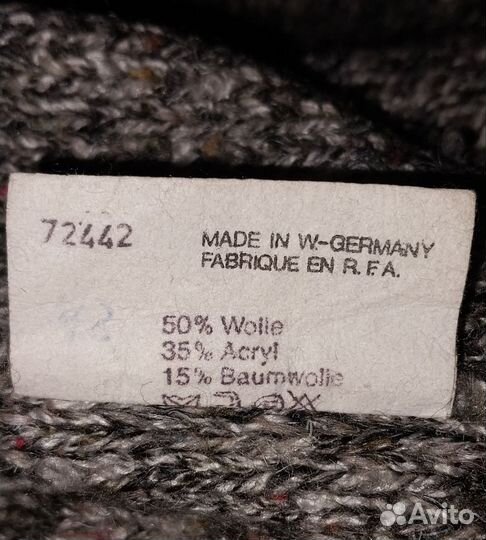 72442
MADE IN W.-GERMANY
FABRIQUE EN R.F.A.
50% Wolle
35% Acryl
15% Baumwolle
Avito